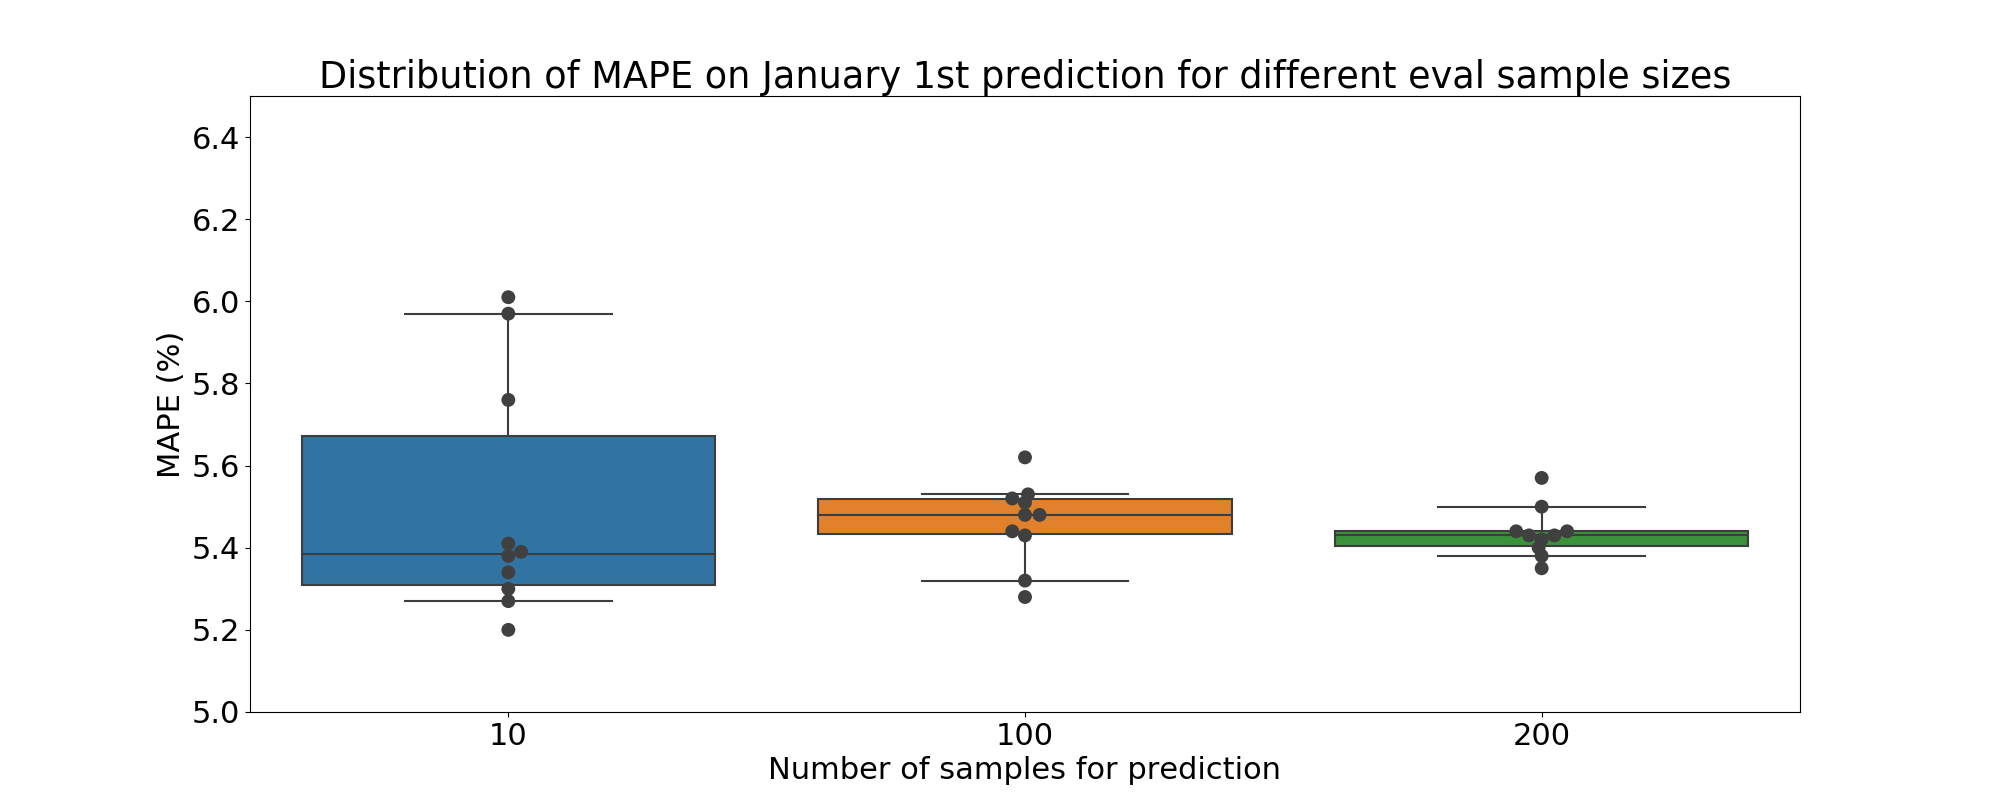 Distribution of MAPE on January 1st prediction for different eval sample sizes
6.4
6.2
6.0
5.8
5.6
5.4
5.2
5.0
MAPE (%)
10 100 200
Number of samples for prediction